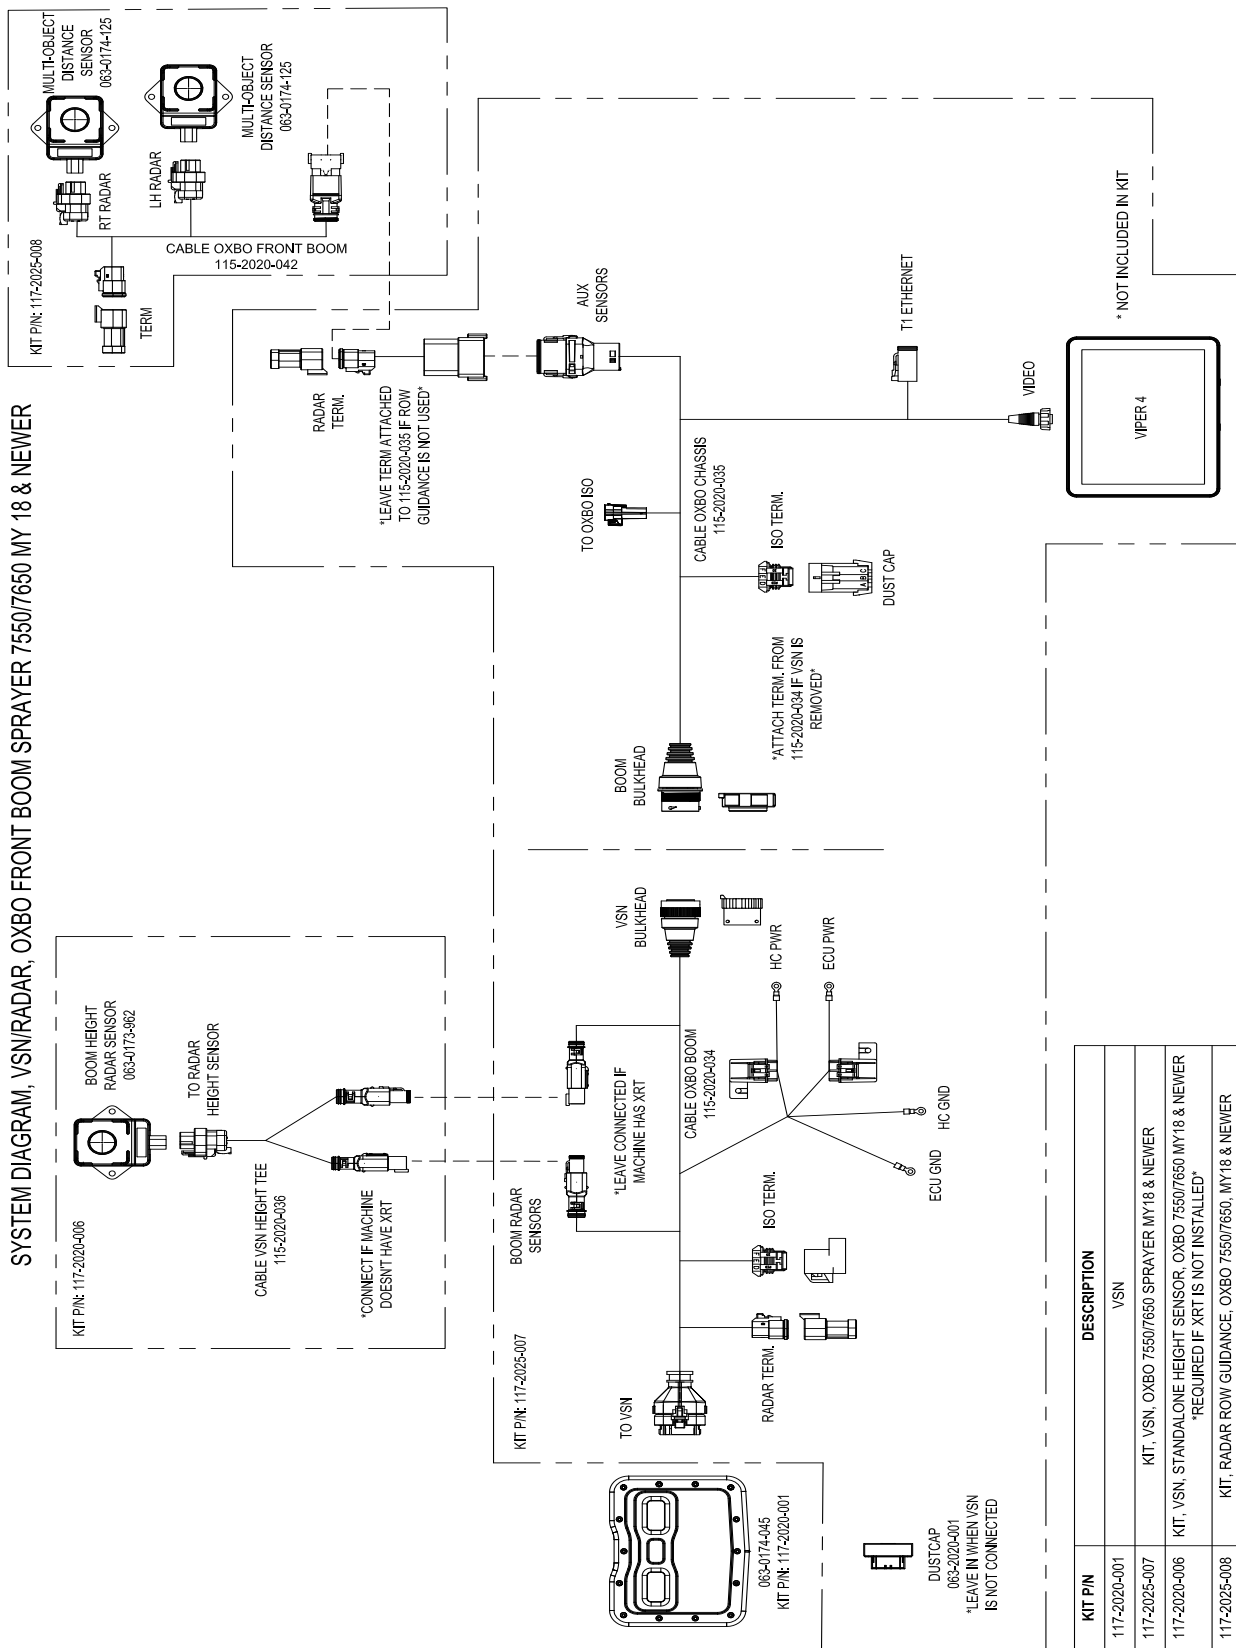 SYSTEM DIAGRAM, VSN/RADAR, OXBO FRONT BOOM SPRAYER 7550/7650 MY 18 & NEWER
KIT P/N: 117-2020-006
BOOM HEIGHT
RADAR SENSOR
063-0173-962
TO RADAR
HEIGHT SENSOR
CABLE VSN HEIGHT TEE
115-2020-036
*CONNECT IF MACHINE
DOESN'T HAVE XRT
KIT P/N: 117-2025-008
MULTI-OBJECT
DISTANCE
SENSOR
063-0174-125
RT RADAR
LH RADAR
MULTI-OBJECT
DISTANCE SENSOR
063-0174-125
CABLE OXBO FRONT BOOM
115-2020-042
TERM
RADAR
TERM.
*LEAVE TERM ATTACHED
TO 115-2020-035 IF ROW
GUIDANCE IS NOT USED*
AUX
SENSORS
KIT P/N: 117-2025-007
BOOM RADAR
SENSORS
*LEAVE CONNECTED IF
MACHINE HAS XRT
TO VSN
VSN
BULKHEAD
BOOM
BULKHEAD
TO OXBO ISO
CABLE OXBO BOOM
115-2020-034
CABLE OXBO CHASSIS
115-2020-035
RADAR TERM.
ISO TERM.
FED
HC PWR
ECU PWR
ECU GND
HC GND
*ATTACH TERM. FROM
115-2020-034 IF VSN IS
REMOVED*
ISO TERM.
FED
ABC
DUST CAP
T1 ETHERNET
VIDEO
VIPER 4
* NOT INCLUDED IN KIT
063-0174-045
KIT P/N: 117-2020-001
DUSTCAP
063-2020-001
*LEAVE IN WHEN VSN
IS NOT CONNECTED
KIT P/N DESCRIPTION
117-2020-001 VSN
117-2025-007 KIT, VSN, OXBO 7550/7650 SPRAYER MY18 & NEWER
117-2020-006 KIT, VSN, STANDALONE HEIGHT SENSOR, OXBO 7550/7650 MY18 & NEWER
*REQUIRED IF XRT IS NOT INSTALLED*
117-2025-008 KIT, RADAR ROW GUIDANCE, OXBO 7550/7650, MY18 & NEWER